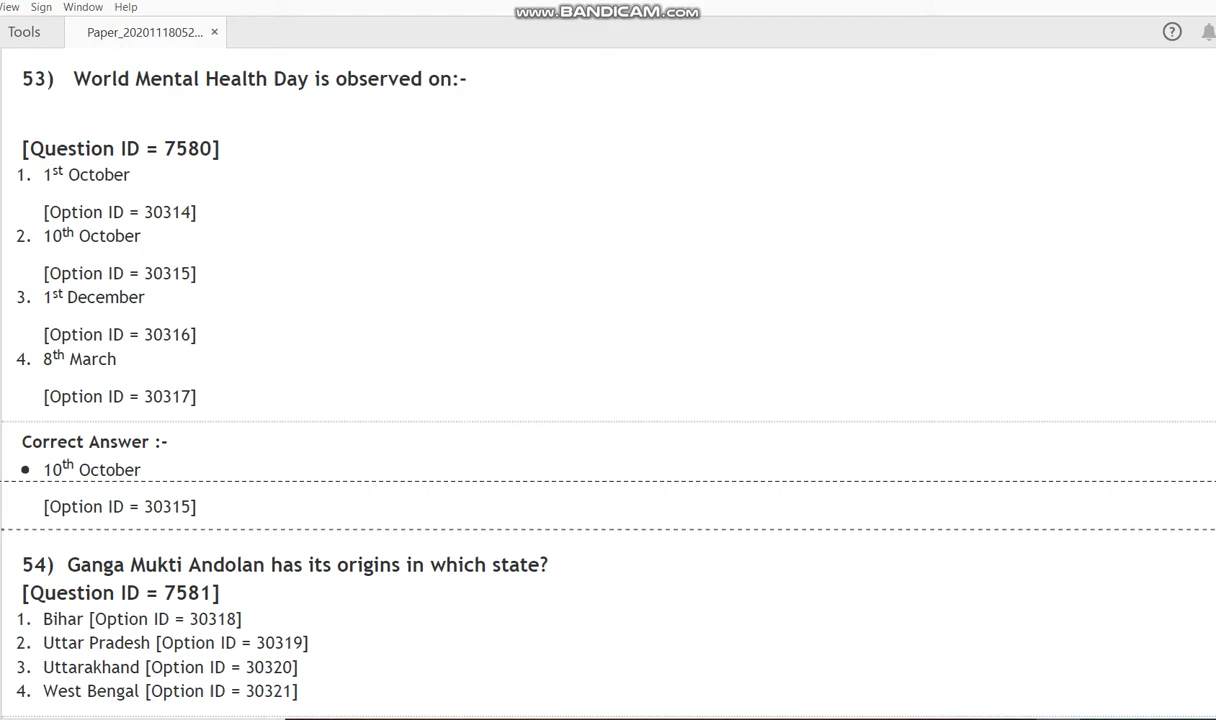 View Sign Window Help
www.BANDICAM.com
Tools
Paper_20201118052... ×
?
53) World Mental Health Day is observed on:-
[Question ID = 7580]
1. 1st October
[Option ID = 30314]
2. 10th October
[Option ID = 30315]
3. 1st December
[Option ID = 30316]
4. 8th March
[Option ID = 30317]
Correct Answer :-
• 10th October
[Option ID = 30315]
54) Ganga Mukti Andolan has its origins in which state?
[Question ID = 7581]
1. Bihar [Option ID = 30318]
2. Uttar Pradesh [Option ID = 30319]
3. Uttarakhand [Option ID = 30320]
4. West Bengal [Option ID = 30321]